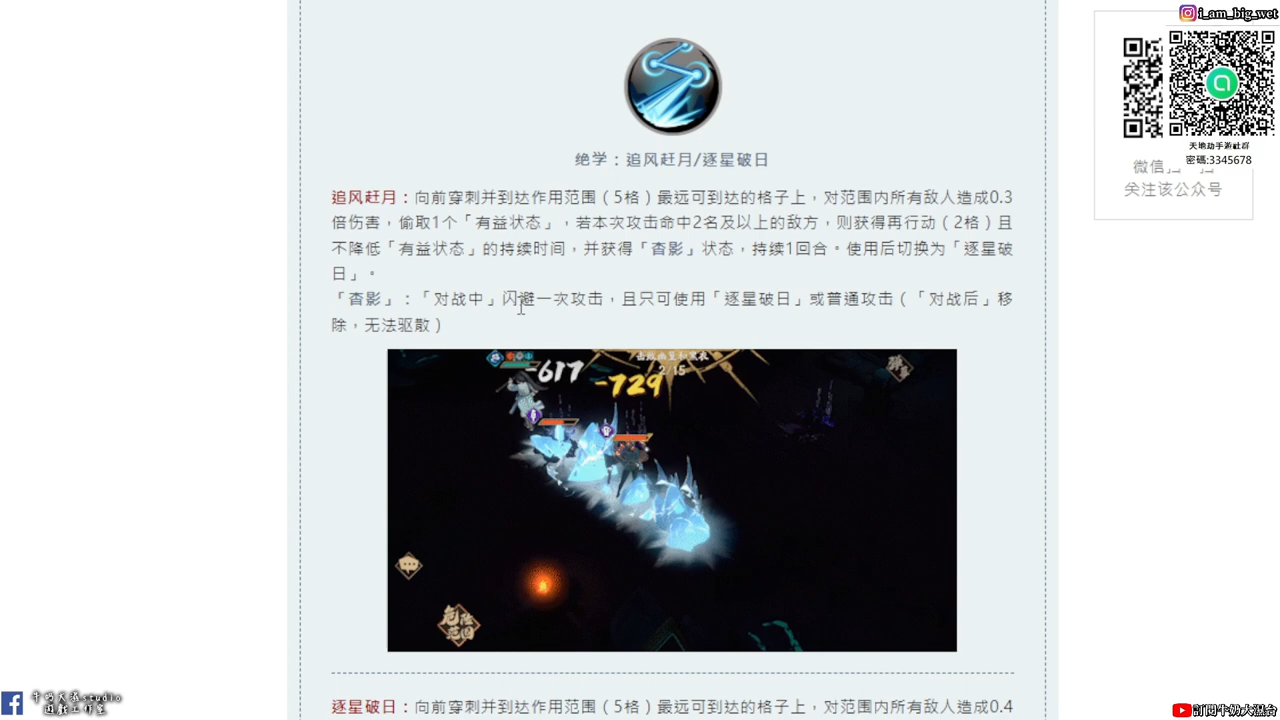 i_am_big_wet
天地劫手游社群
密碼:3345678
微信扫一扫
关注该公众号
绝学：追风赶月/逐星破日
追风赶月：向前穿刺并到达作用范围（5格）最远可到达的格子上，对范围内所有敌人造成0.3
倍伤害，偷取1个「有益状态」，若本次攻击命中2名及以上的敌方，则获得再行动（2格）且
不降低「有益状态」的持续时间，并获得「杳影」状态，持续1回合。使用后切换为「逐星破
日」。
「杳影」：「对战中」闪避一次攻击，且只可使用「逐星破日」或普通攻击（「对战后」移
除，无法驱散）
2/15
-617
-729
危险
范围
逐星破日：向前穿刺并到达作用范围（5格）最远可到达的格子上，对范围内所有敌人造成0.4
遊戲工作室
訂閱牛奶大混合